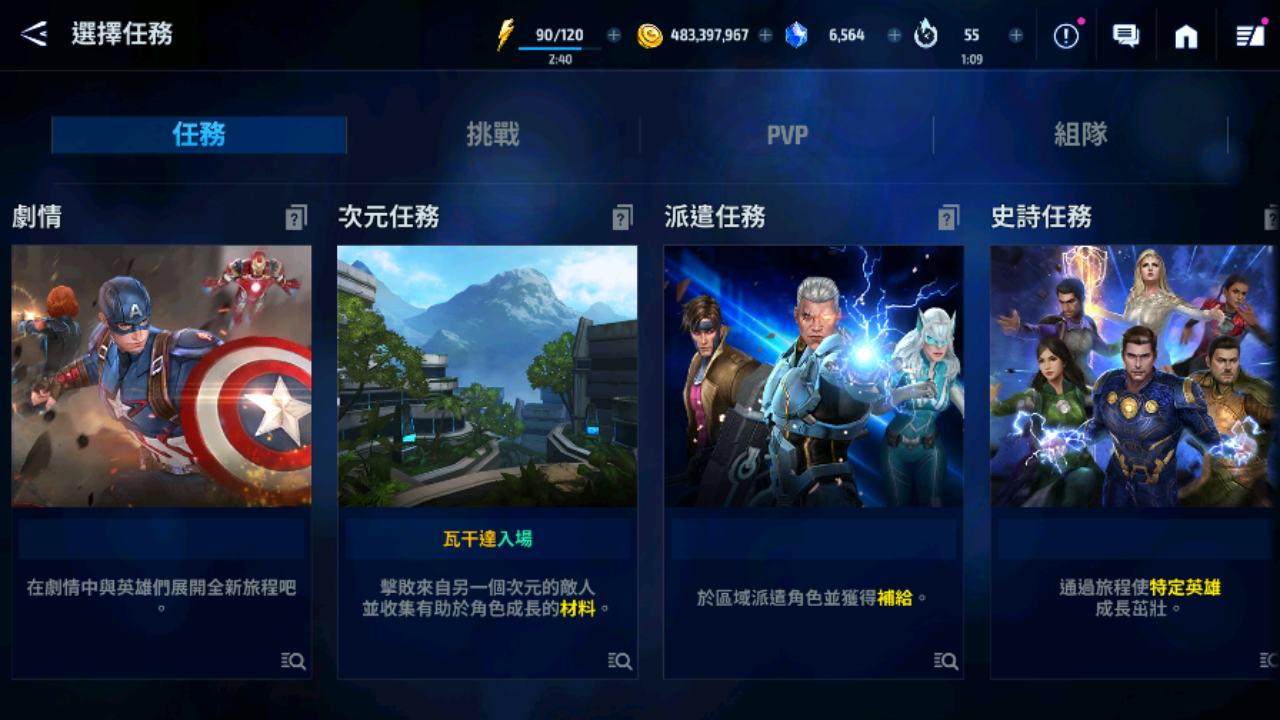 選擇任務
90/120
2:40
483,397,967
6,564
55
1:09
任務
挑戰
PVP
組隊
劇情
次元任務
派遣任務
史詩任務
瓦干達入場
在劇情中與英雄們展開全新旅程吧
。
擊敗來自另一個次元的敵人
並收集有助於角色成長的材料。
於區域派遣角色並獲得補給。
通過旅程使特定英雄
成長茁壯。